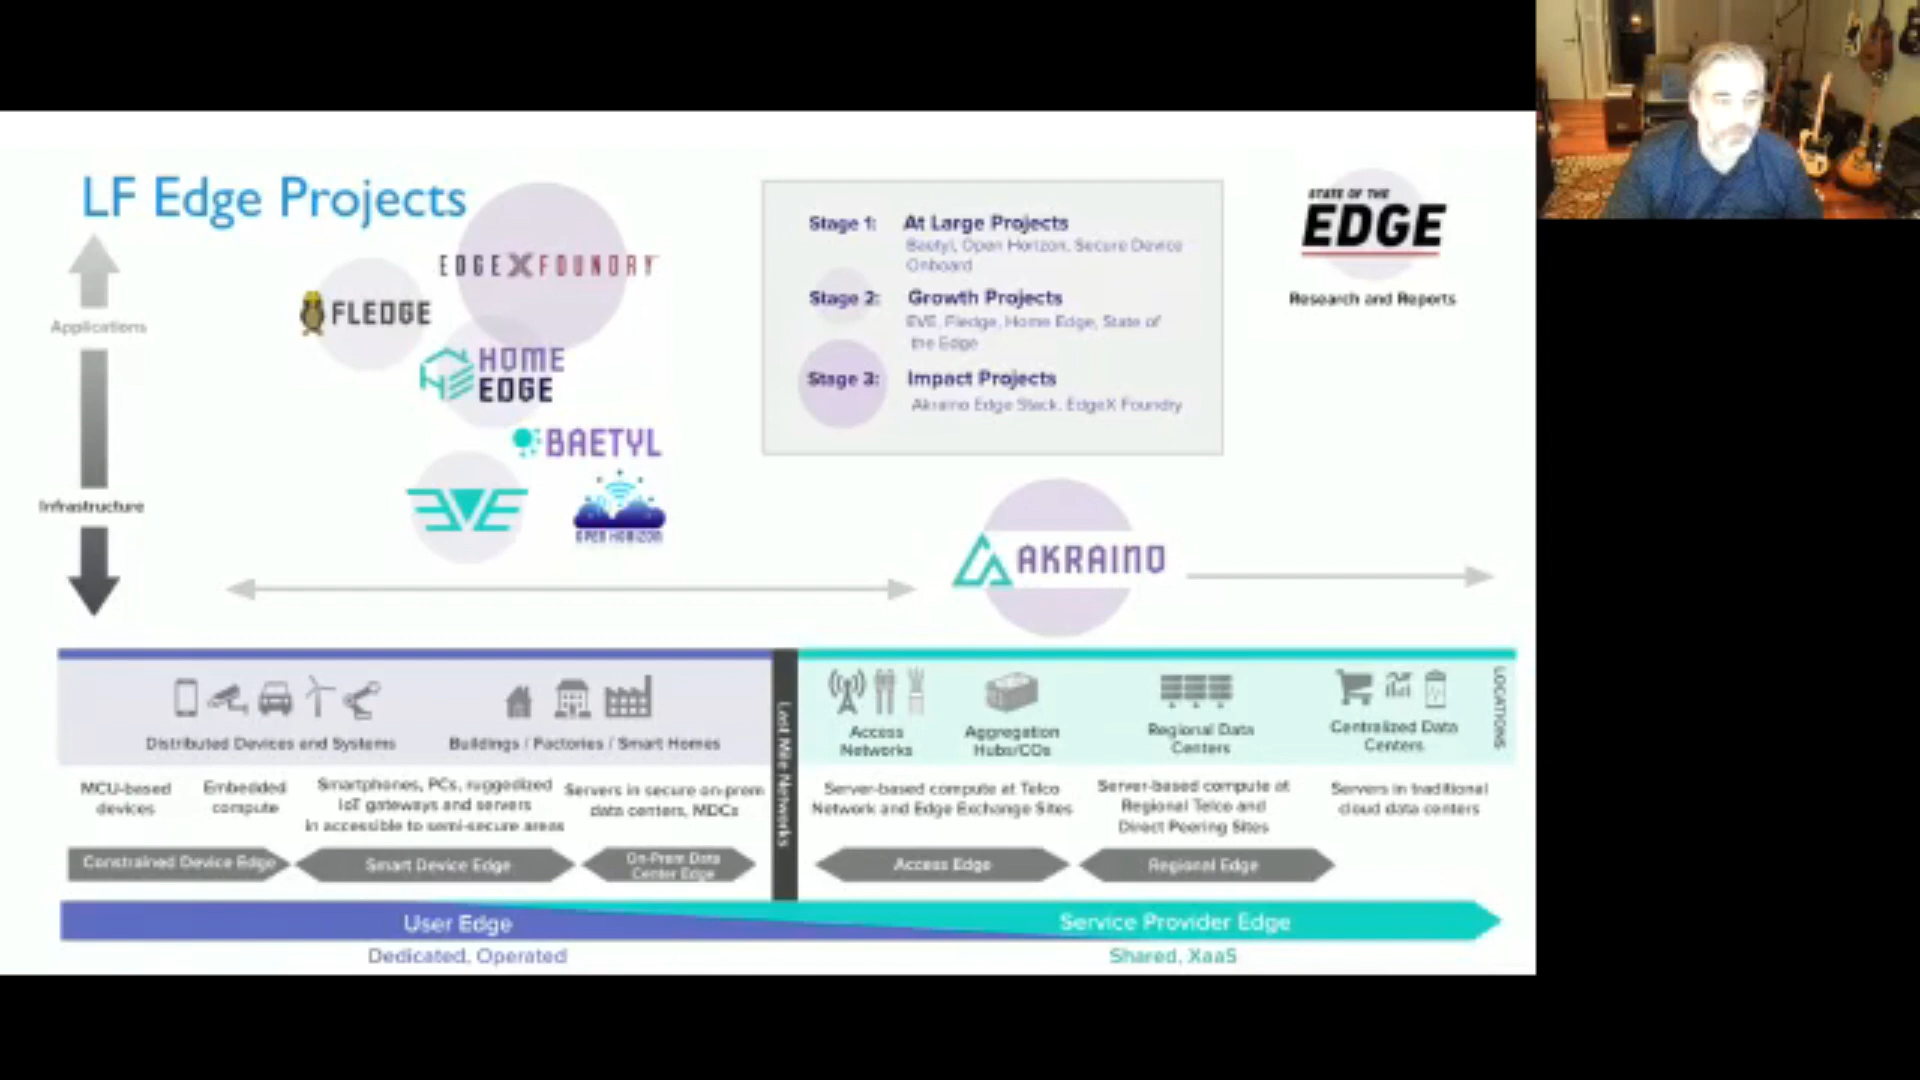 LF Edge Projects
Applications
Infrastructure
EDGE X FOUNDRY
FLEDGE
HOME
EDGE
BAETYL
EVE
OPEN HORIZON
Stage 1: At Large Projects
Baetyl, Open Horizon, Secure Device
Onboard
Stage 2: Growth Projects
EVE, Fledge, Home Edge, State of
the Edge
Stage 3: Impact Projects
Akraino Edge Stack, EdgeX Foundry
STATE OF THE
EDGE
Research and Reports
AKRAINO
Distributed Devices and Systems
Buildings / Factories / Smart Homes
MCU-based
devices
Embedded
compute
Smartphones, PCs, ruggedized
IoT gateways and servers
in accessible to semi-secure areas
Servers in secure on-prem
data centers, MDCs
Constrained Device Edge
Smart Device Edge
On-Prem Data
Center Edge
Last Mile Networks
Access
Networks
Aggregation
Hubs/COs
Regional Data
Centers
Centralized Data
Centers
LOCATIONS
Server-based compute at Telco
Network and Edge Exchange Sites
Server-based compute at
Regional Telco and
Direct Peering Sites
Servers in traditional
cloud data centers
Access Edge
Regional Edge
User Edge
Service Provider Edge
Dedicated, Operated
Shared, XaaS